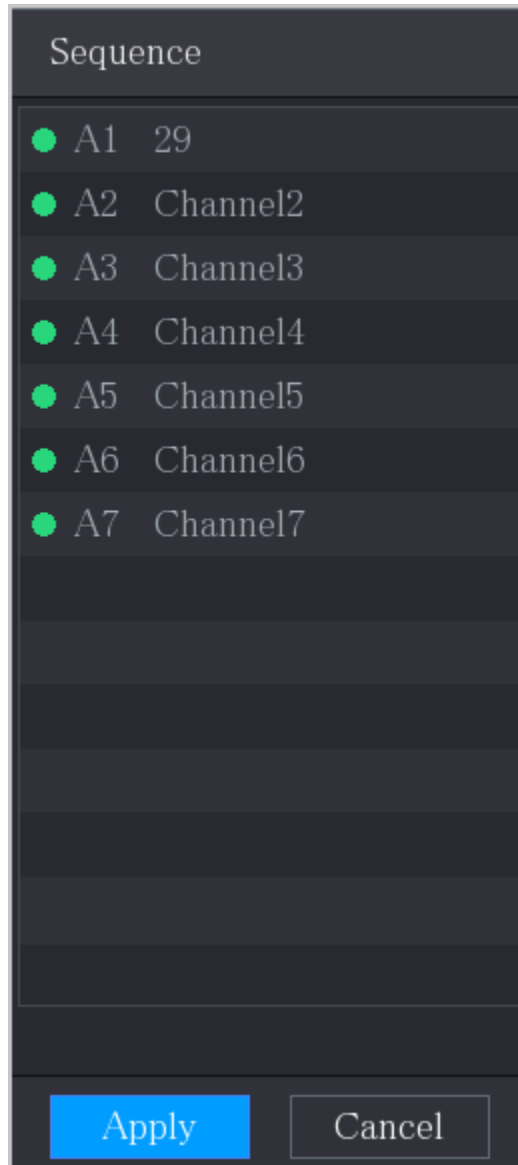 Sequence
A1 29
A2 Channel2
A3 Channel3
A4 Channel4
A5 Channel5
A6 Channel6
A7 Channel7
Apply Cancel